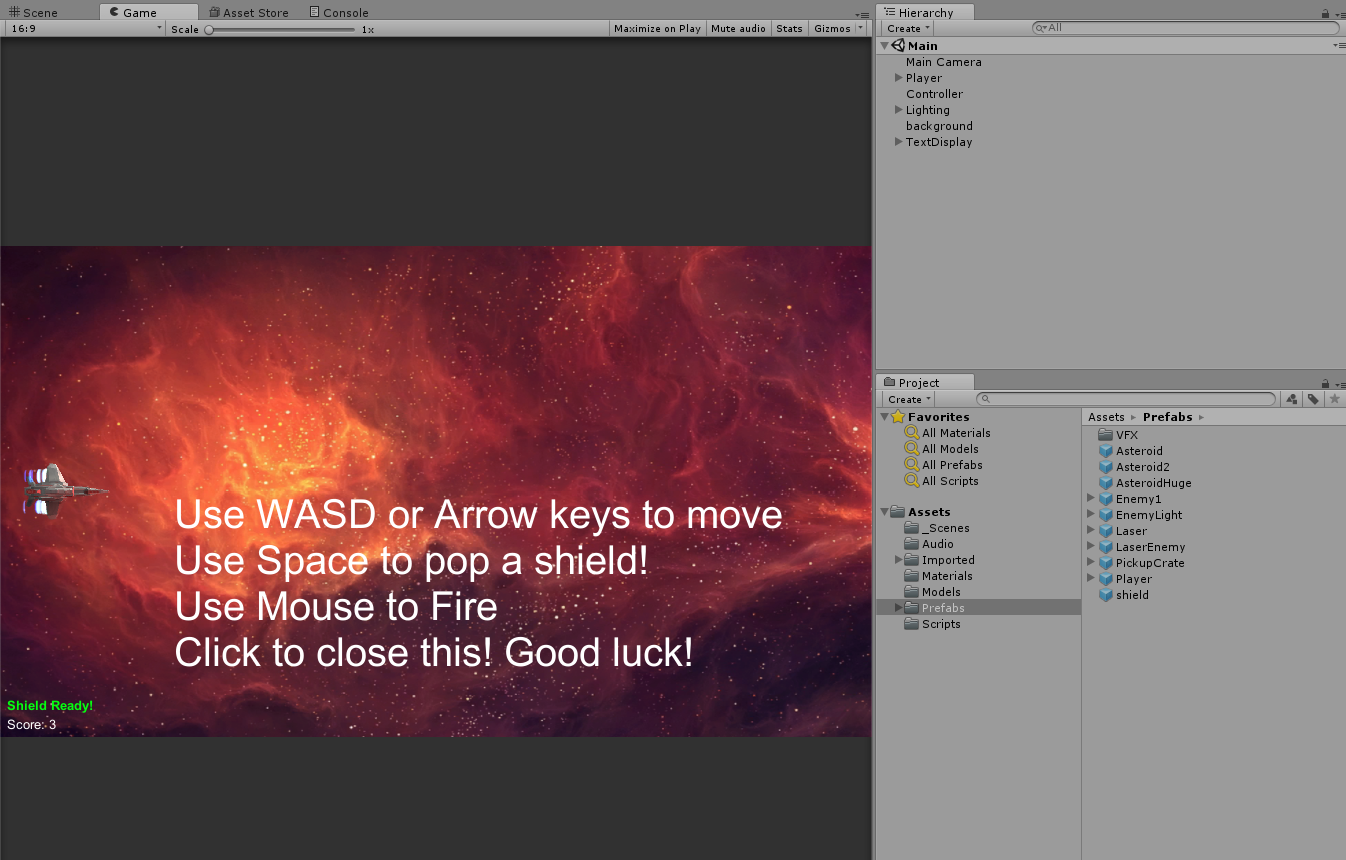 Scene Game Asset Store Console
16:9 Scale 1x Maximize on Play Mute audio Stats Gizmos
Use WASD or Arrow keys to move
Use Space to pop a shield!
Use Mouse to Fire
Click to close this! Good luck!
Shield Ready!
Score: 3
Hierarchy
Create All
Main
Main Camera
Player
Controller
Lighting
background
TextDisplay
Project
Create
Favorites
All Materials
All Models
All Prefabs
All Scripts
Assets
_Scenes
Audio
Imported
Materials
Models
Prefabs
Scripts
Assets Prefabs
VFX
Asteroid
Asteroid2
AsteroidHuge
Enemy1
EnemyLight
Laser
LaserEnemy
PickupCrate
Player
shield